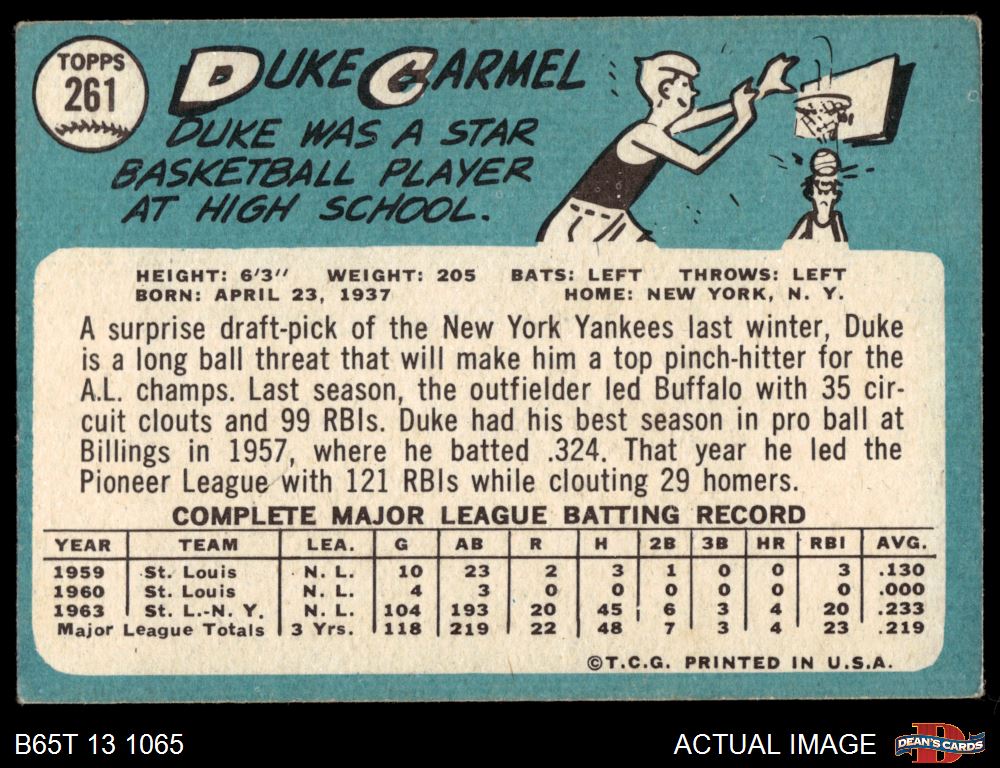 TOPPS
261
DUKE CARMEL
DUKE WAS A STAR
BASKETBALL PLAYER
AT HIGH SCHOOL.
HEIGHT: 6'3" WEIGHT: 205 BATS: LEFT THROWS: LEFT
BORN: APRIL 23, 1937 HOME: NEW YORK, N. Y.
A surprise draft-pick of the New York Yankees last winter, Duke
is a long ball threat that will make him a top pinch-hitter for the
A.L. champs. Last season, the outfielder led Buffalo with 35 cir-
cuit clouts and 99 RBIs. Duke had his best season in pro ball at
Billings in 1957, where he batted .324. That year he led the
Pioneer League with 121 RBIs while clouting 29 homers.
COMPLETE MAJOR LEAGUE BATTING RECORD
YEAR TEAM LEA. G AB R H 2B 3B HR RBI AVG.
1959 St. Louis N. L. 10 23 2 3 1 0 0 3 .130
1960 St. Louis N. L. 4 3 0 0 0 0 0 0 .000
1963 St. L.-N. Y. N. L. 104 193 20 45 6 3 4 20 .233
Major League Totals 3 Yrs. 118 219 22 48 7 3 4 23 .219
©T.C.G. PRINTED IN U.S.A.
B65T 13 1065 ACTUAL IMAGE D DEAN'S CARDS